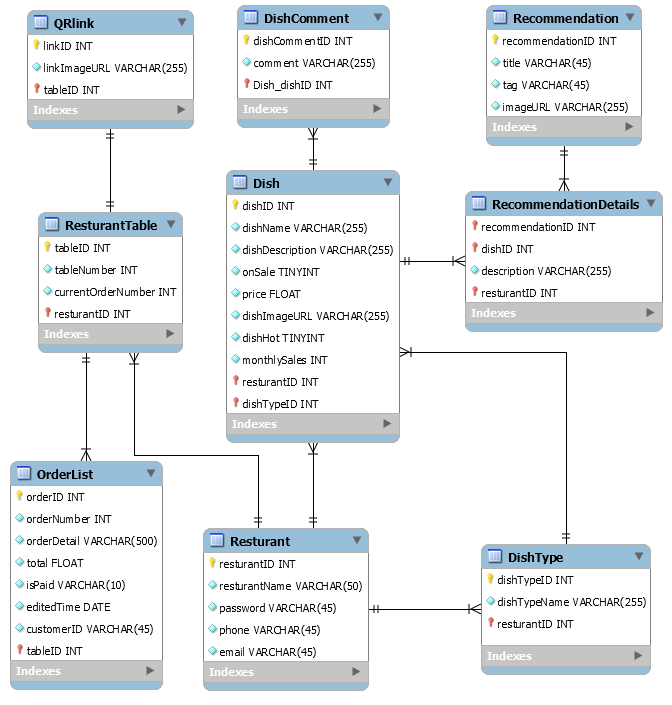 QRlink
linkID INT
linkImageURL VARCHAR(255)
tableID INT
Indexes
DishComment
dishCommentID INT
comment VARCHAR(255)
Dish_dishID INT
Indexes
Recommendation
recommendationID INT
title VARCHAR(45)
tag VARCHAR(45)
imageURL VARCHAR(255)
Indexes
ResturantTable
tableID INT
tableNumber INT
currentOrderNumber INT
resturantID INT
Indexes
Dish
dishID INT
dishName VARCHAR(255)
dishDescription VARCHAR(255)
onSale TINYINT
price FLOAT
dishImageURL VARCHAR(255)
dishHot TINYINT
monthlySales INT
resturantID INT
dishTypeID INT
Indexes
RecommendationDetails
recommendationID INT
dishID INT
description VARCHAR(255)
resturantID INT
Indexes
OrderList
orderID INT
orderNumber INT
orderDetail VARCHAR(500)
total FLOAT
isPaid VARCHAR(10)
editedTime DATE
customerID VARCHAR(45)
tableID INT
Indexes
Resturant
resturantID INT
resturantName VARCHAR(50)
password VARCHAR(45)
phone VARCHAR(45)
email VARCHAR(45)
Indexes
DishType
dishTypeID INT
dishTypeName VARCHAR(255)
resturantID INT
Indexes